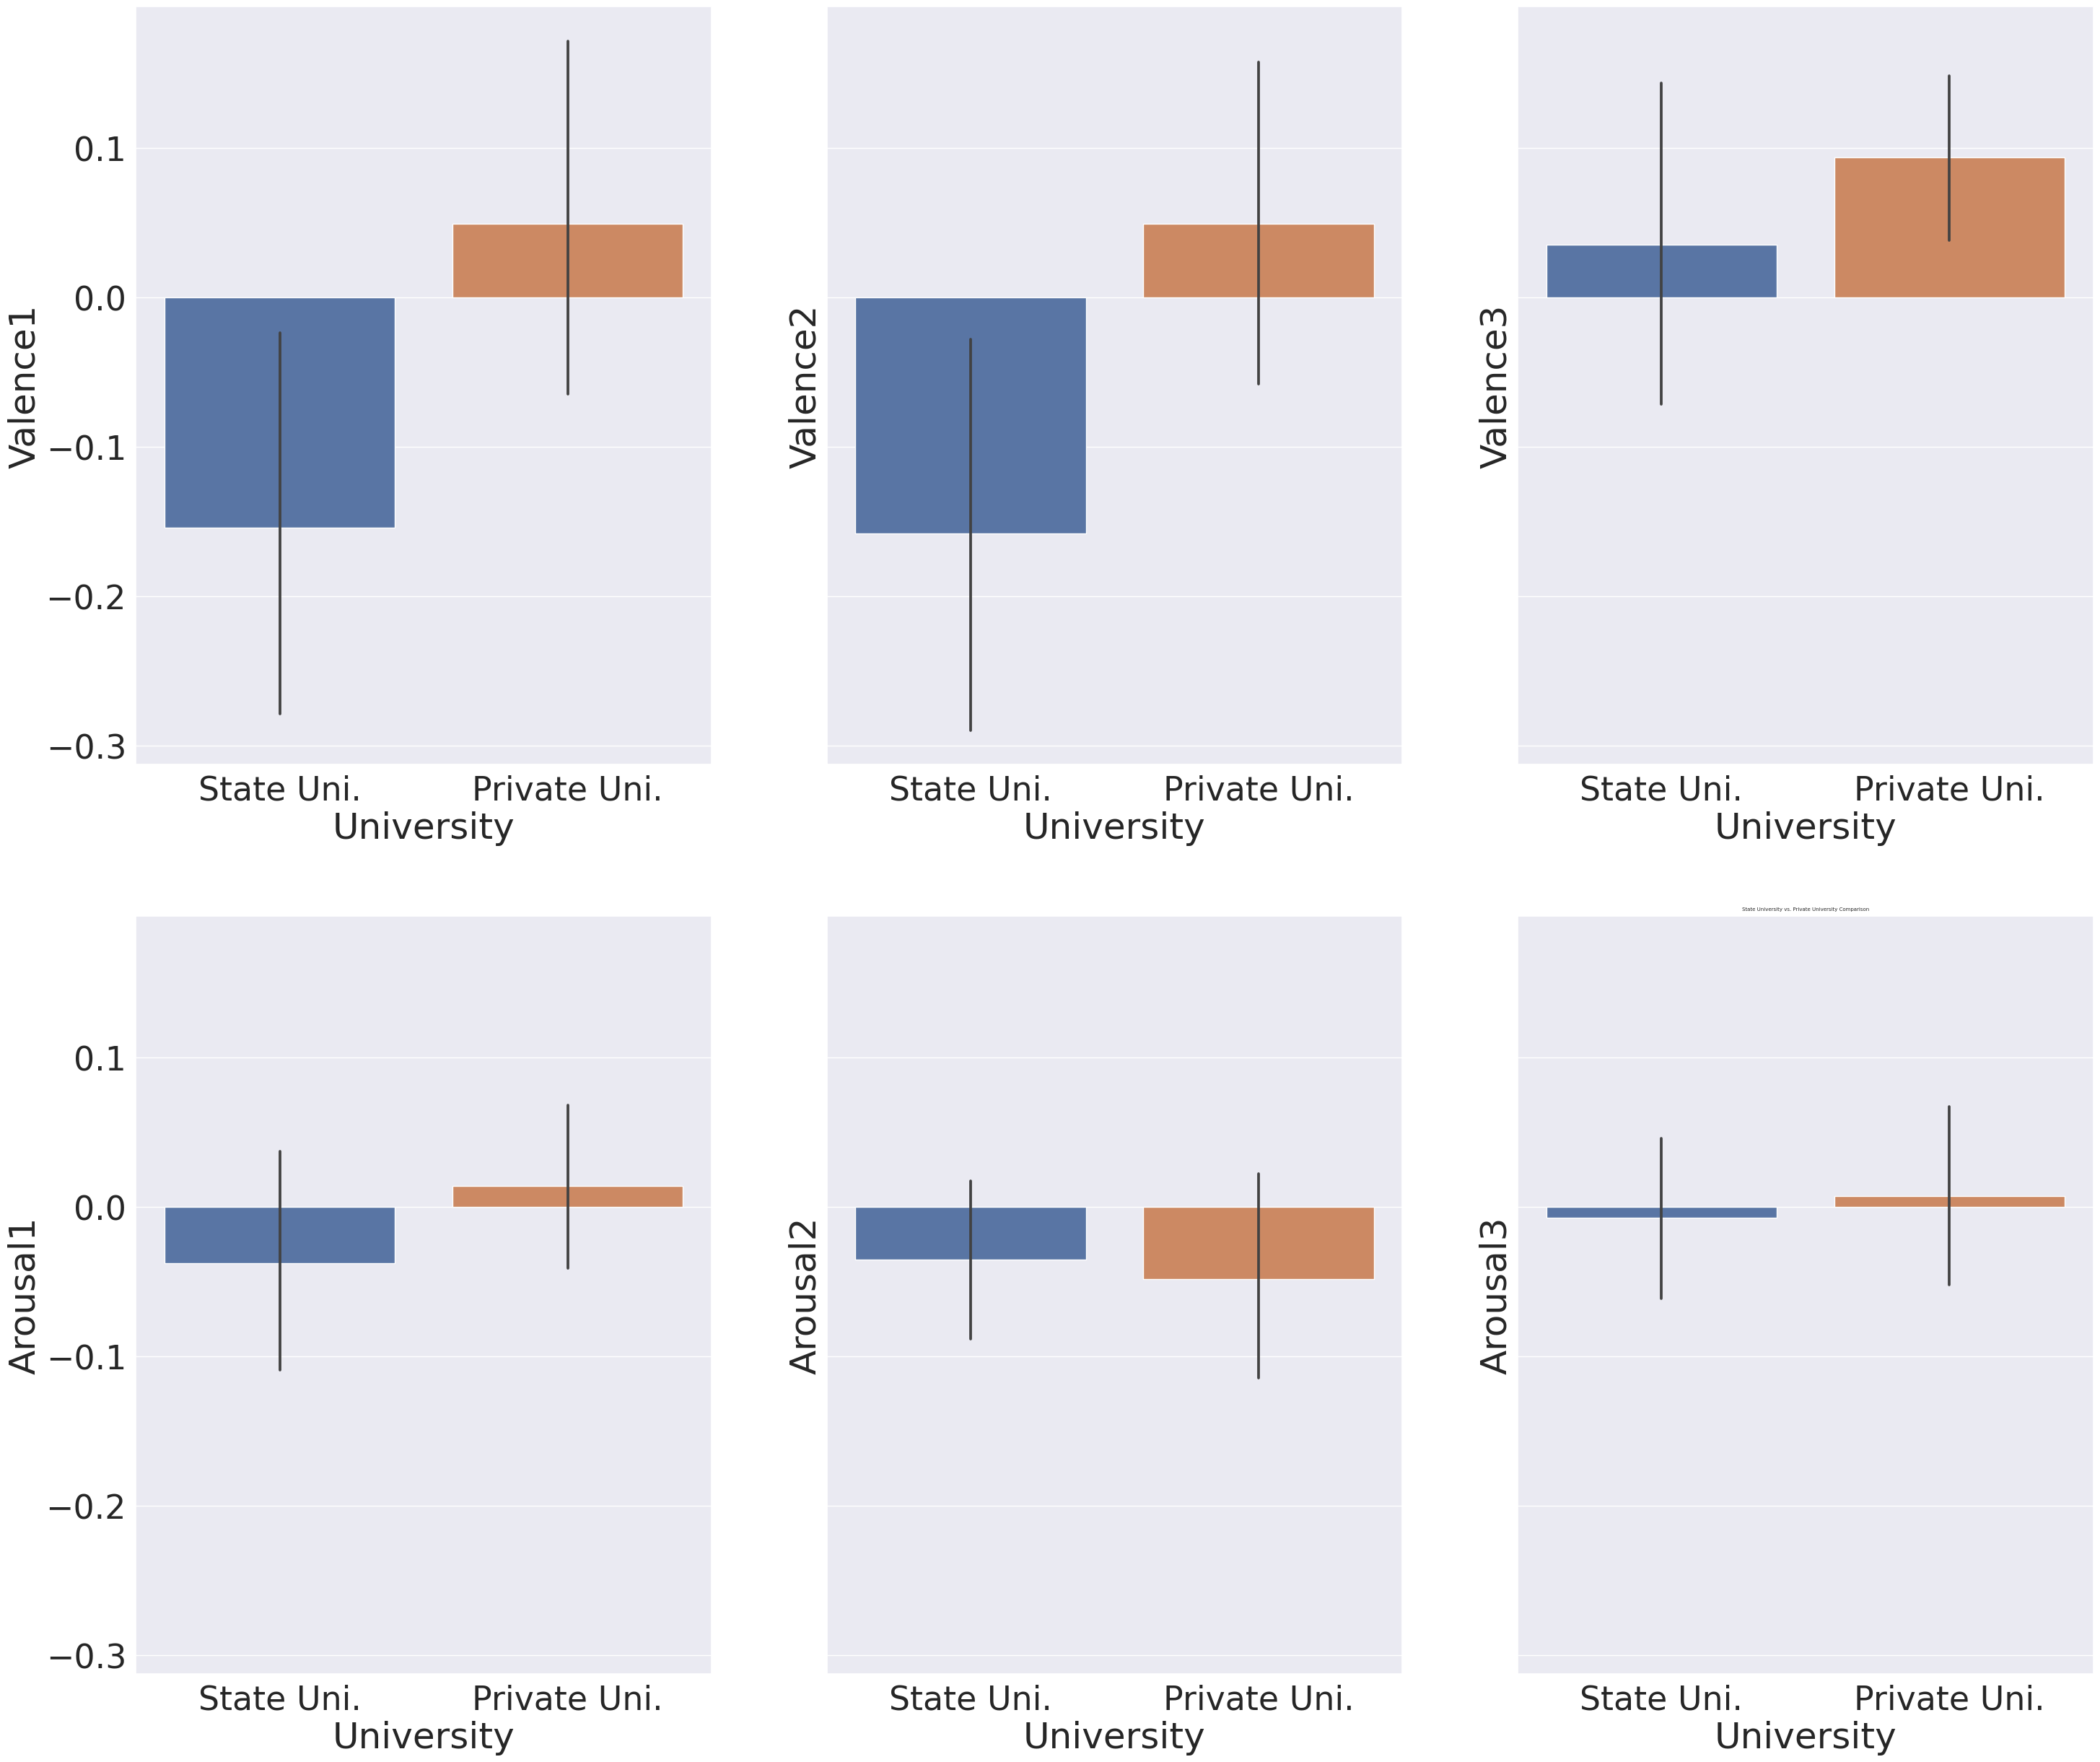 Valence1
0.1
0.0
−0.1
−0.2
−0.3
State Uni. Private Uni.
University
Valence2
State Uni. Private Uni.
University
Valence3
State Uni. Private Uni.
University
Arousal1
0.1
0.0
−0.1
−0.2
−0.3
State Uni. Private Uni.
University
Arousal2
State Uni. Private Uni.
University
State University vs. Private University Comparison
Arousal3
State Uni. Private Uni.
University